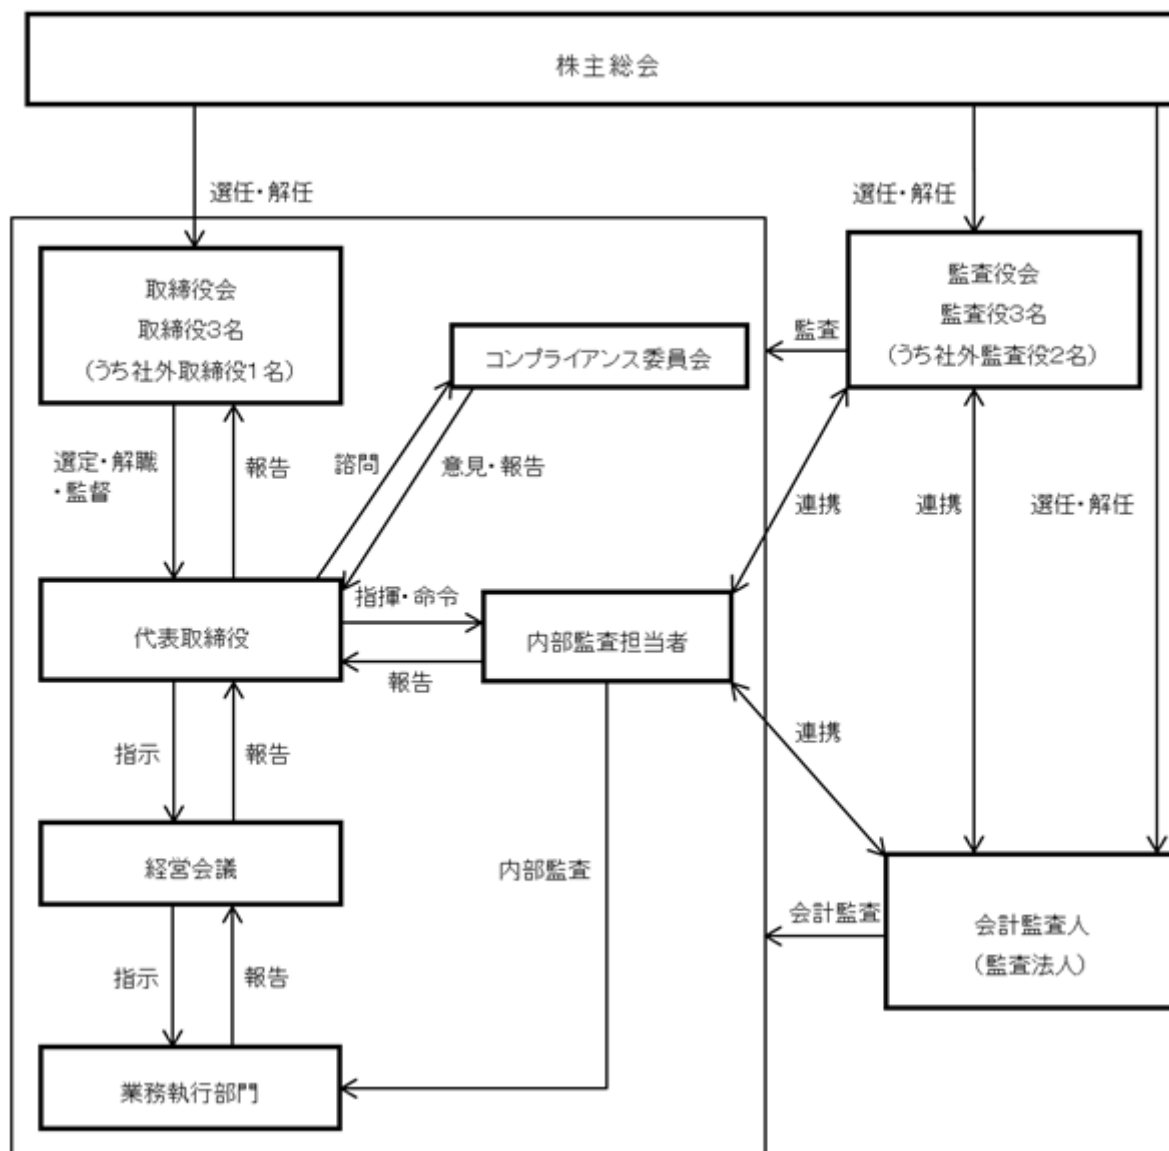 株主総会
選任・解任
選任・解任
取締役会
取締役3名
(うち社外取締役1名)
監査役会
監査役3名
(うち社外監査役2名)
コンプライアンス委員会
監査
選定・解職
・監督
報告
諮問
意見・報告
連携
連携
選任・解任
代表取締役
指揮・命令
報告
内部監査担当者
指示
報告
連携
経営会議
内部監査
会計監査
会計監査人
(監査法人)
指示
報告
業務執行部門